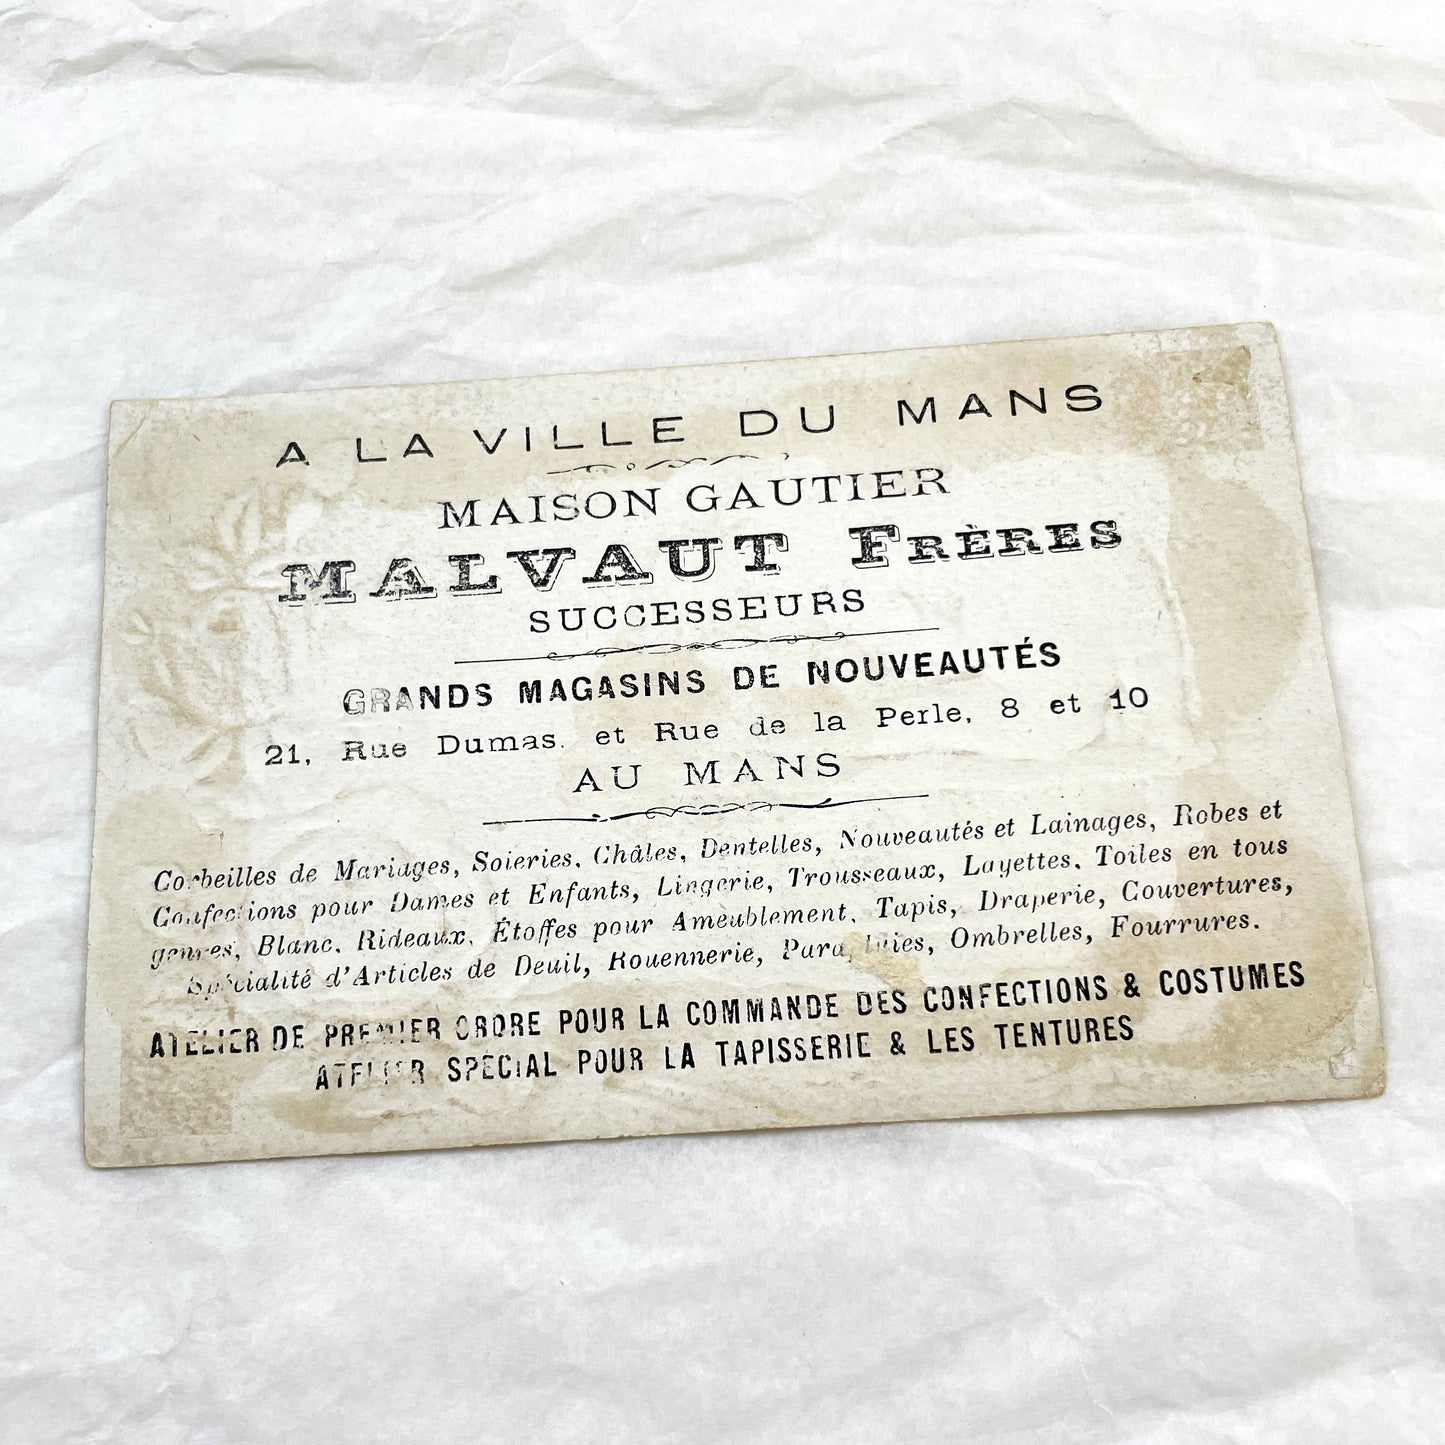 A LA VILLE DU MANS
MAISON GAUTIER
MALVAUT FRÈRES
SUCCESSEURS
GRANDS MAGASINS DE NOUVEAUTÉS
21, Rue Dumas. et Rue de la Perle, 8 et 10
AU MANS
Corbeilles de Mariages, Soieries, Châles, Dentelles, Nouveautés et Lainages, Robes et
Confections pour Dames et Enfants, Lingerie, Trousseaux, Layettes, Toiles en tous
genres, Blanc, Rideaux, Étoffes pour Ameublement, Tapis, Draperie, Couvertures,
Spécialité d'Articles de Deuil, Rouennerie, Parapluies, Ombrelles, Fourrures.
ATELIER DE PREMIER ORDRE POUR LA COMMANDE DES CONFECTIONS & COSTUMES
ATELIER SPECIAL POUR LA TAPISSERIE & LES TENTURES